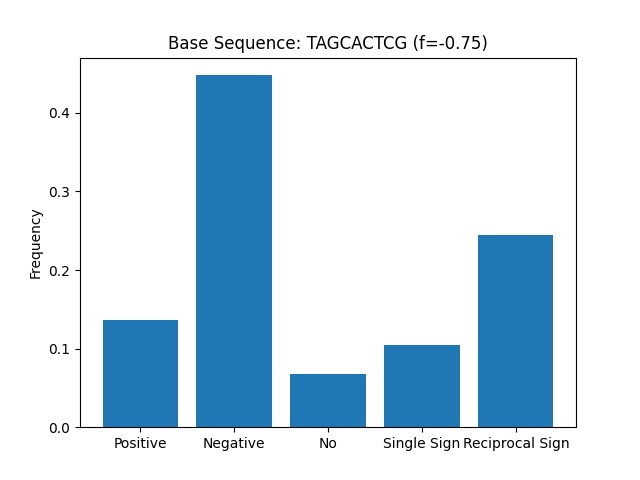 Base Sequence: TAGCACTCG (f=-0.75)
Frequency
0.4
0.3
0.2
0.1
0.0
Positive Negative No Single Sign Reciprocal Sign